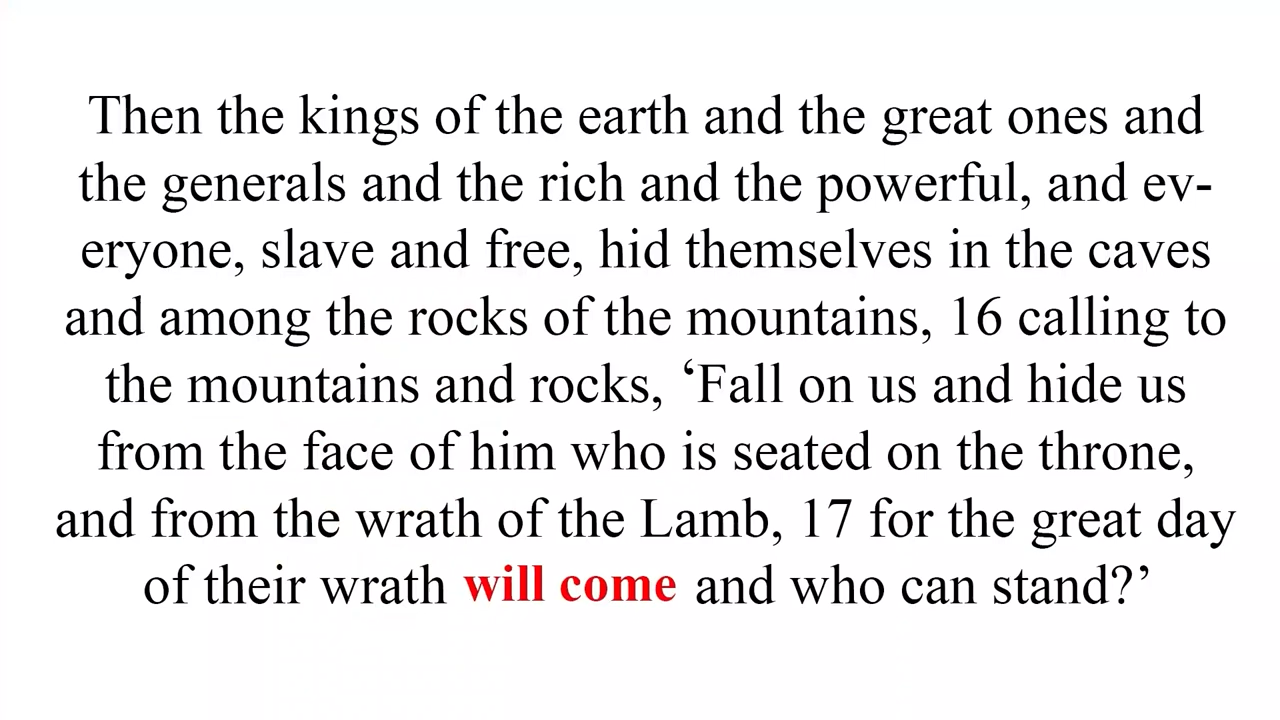 Then the kings of the earth and the great ones and
the generals and the rich and the powerful, and ev-
eryone, slave and free, hid themselves in the caves
and among the rocks of the mountains, 16 calling to
the mountains and rocks, ‘Fall on us and hide us
from the face of him who is seated on the throne,
and from the wrath of the Lamb, 17 for the great day
of their wrath will come and who can stand?’